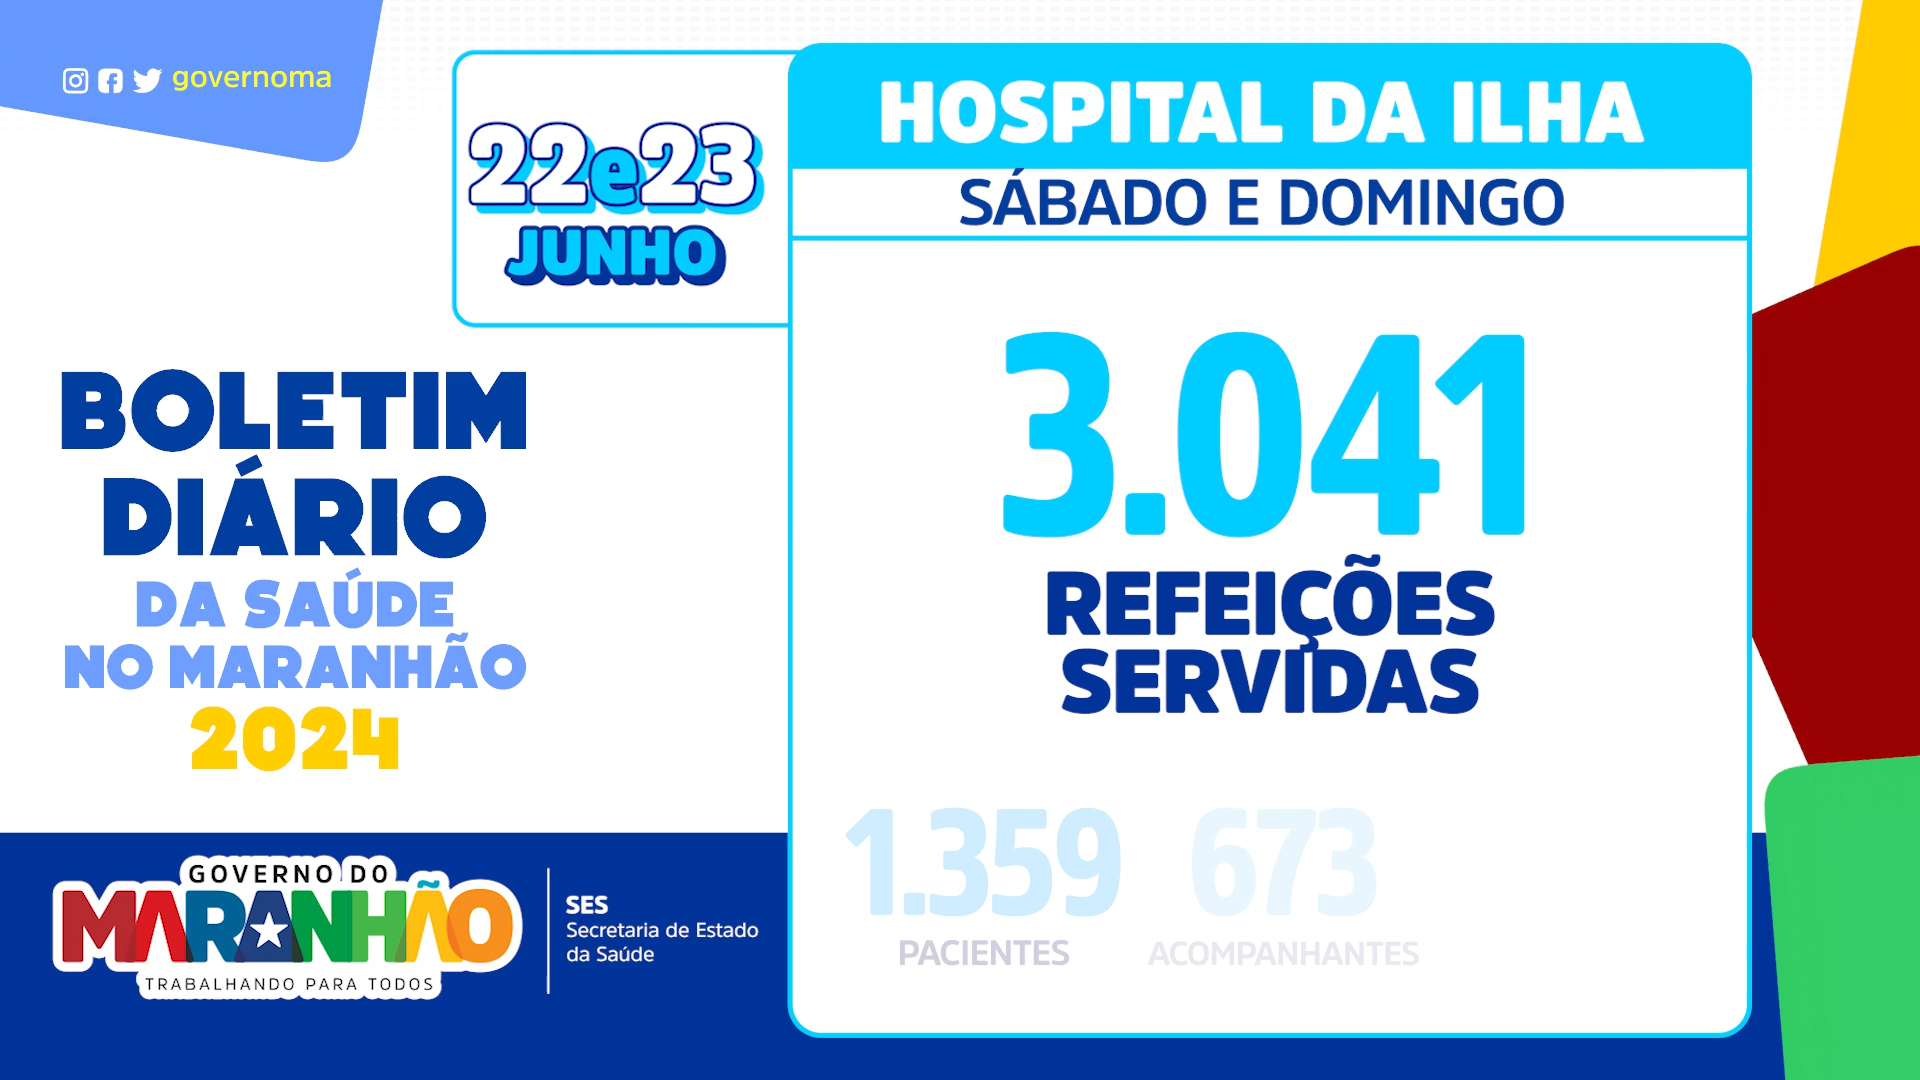 governoma
22e23
JUNHO
HOSPITAL DA ILHA
SÁBADO E DOMINGO
BOLETIM
DIÁRIO
DA SAÚDE
NO MARANHÃO
2024
3.041
REFEIÇÕES
SERVIDAS
1.359
PACIENTES
673
ACOMPANHANTES
GOVERNO DO
MARANHÃO
TRABALHANDO PARA TODOS
SES
Secretaria de Estado
da Saúde